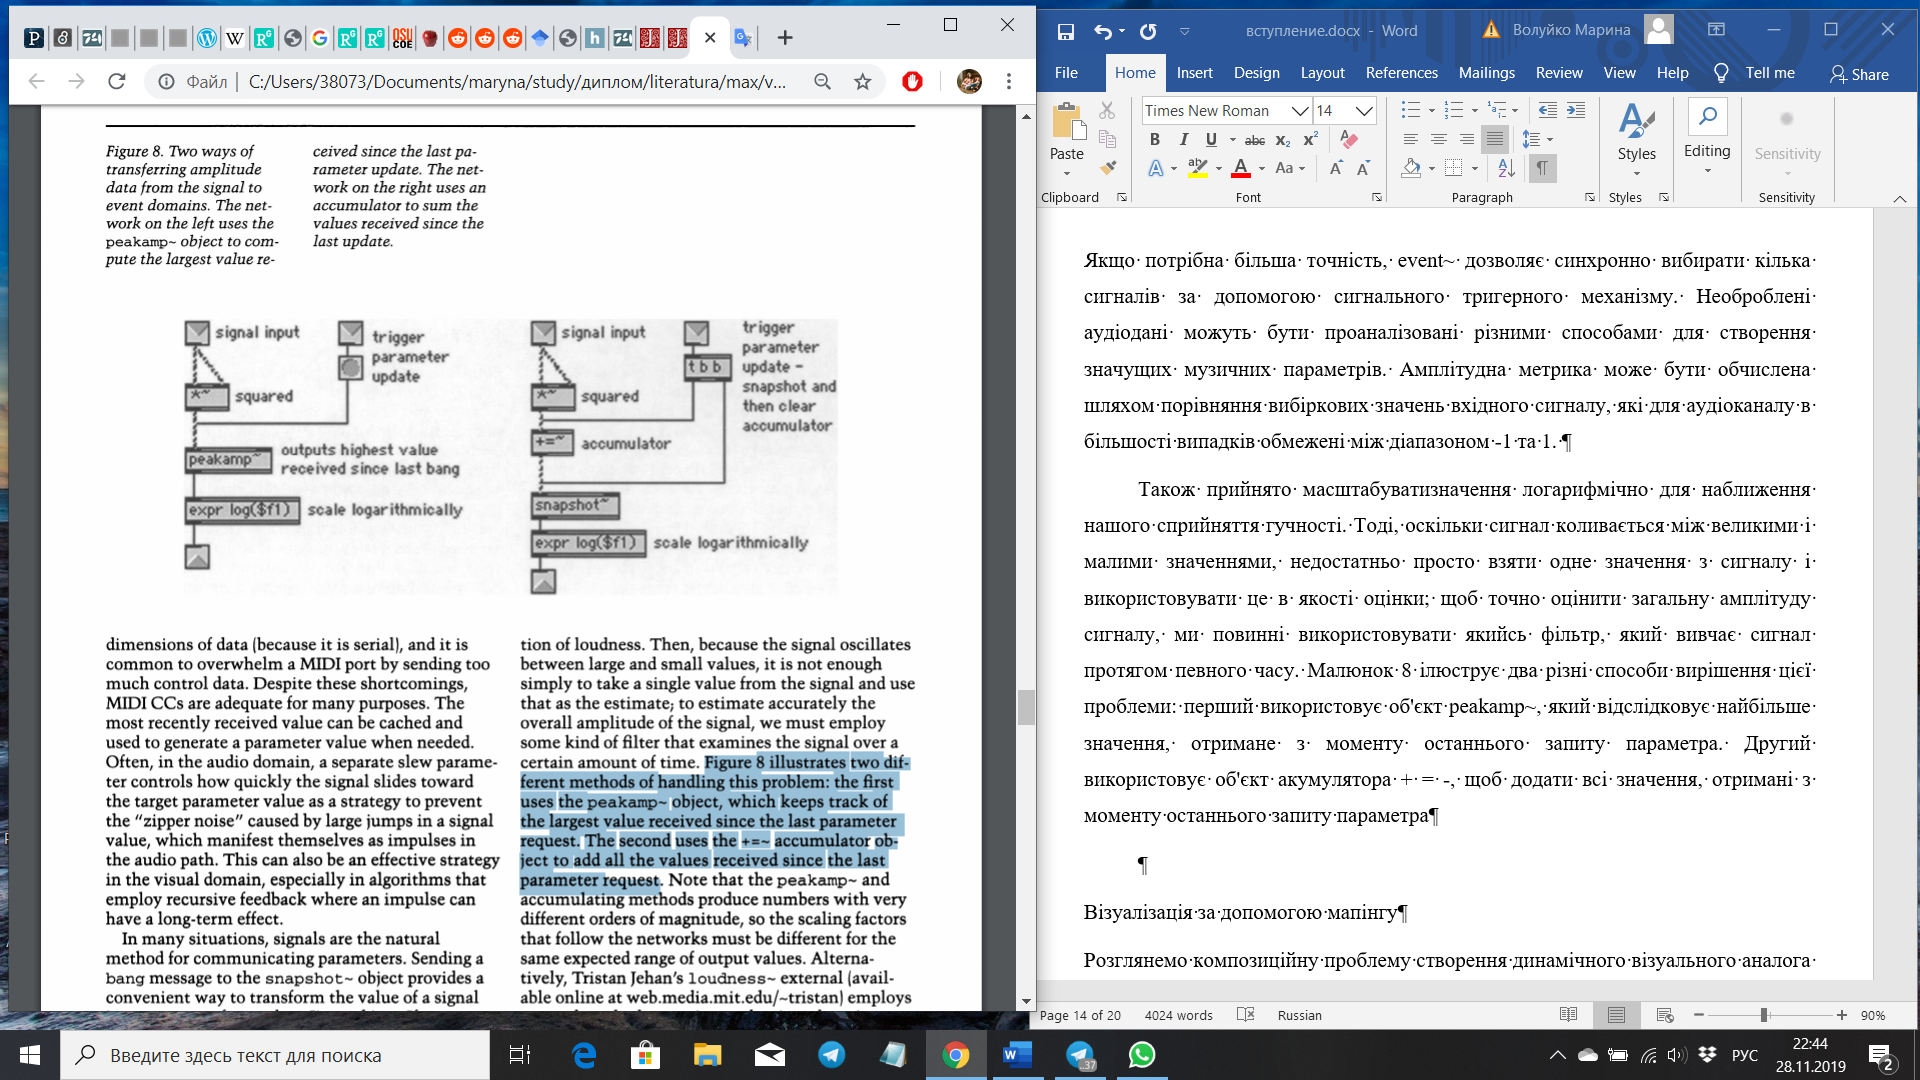 Файл
C:/Users/38073/Documents/maryna/study/диплом/literatura/max/v...
Figure 8. Two ways of
transferring amplitude
data from the signal to
event domains. The net-
work on the left uses the
peakamp~ object to com-
pute the largest value re-
ceived since the last pa-
rameter update. The net-
work on the right uses an
accumulator to sum the
values received since the
last update.
signal input
trigger
parameter
update
*~
squared
peakamp~
outputs highest value
received since last bang
expr log($f1)
scale logarithmically
signal input
trigger
parameter
update -
snapshot and
then clear
accumulator
t b b
*~
squared
+=~
accumulator
snapshot~
expr log($f1)
scale logarithmically
dimensions of data (because it is serial), and it is
common to overwhelm a MIDI port by sending too
much control data. Despite these shortcomings,
MIDI CCs are adequate for many purposes. The
most recently received value can be cached and
used to generate a parameter value when needed.
Often, in the audio domain, a separate slew parame-
ter controls how quickly the signal slides toward
the target parameter value as a strategy to prevent
the “zipper noise” caused by large jumps in a signal
value, which manifest themselves as impulses in
the audio path. This can also be an effective strategy
in the visual domain, especially in algorithms that
employ recursive feedback where an impulse can
have a long-term effect.
In many situations, signals are the natural
method for communicating parameters. Sending a
bang message to the snapshot~ object provides a
convenient way to transform the value of a signal
tion of loudness. Then, because the signal oscillates
between large and small values, it is not enough
simply to take a single value from the signal and use
that as the estimate; to estimate accurately the
overall amplitude of the signal, we must employ
some kind of filter that examines the signal over a
certain amount of time. Figure 8 illustrates two dif-
ferent methods of handling this problem: the first
uses the peakamp~ object, which keeps track of
the largest value received since the last parameter
request. The second uses the +=~ accumulator ob-
ject to add all the values received since the last
parameter request. Note that the peakamp~ and
accumulating methods produce numbers with very
different orders of magnitude, so the scaling factors
that follow the networks must be different for the
same expected range of output values. Alterna-
tively, Tristan Jehan’s loudness~ external (avail-
able online at web.media.mit.edu/~tristan) employs
вступление.docx - Word
Волуйко Марина
File Home Insert Design Layout References Mailings Review View Help Tell me Share
Paste
Clipboard
Times New Roman 14
Font
Paragraph
Styles
Styles
Editing
Sensitivity
Sensitivity
Якщо потрібна більша точність, event~ дозволяє синхронно вибирати кілька
сигналів за допомогою сигнального тригерного механізму. Необроблені
аудіодані можуть бути проаналізовані різними способами для створення
значущих музичних параметрів. Амплітудна метрика може бути обчислена
шляхом порівняння вибіркових значень вхідного сигналу, які для аудіоканалу в
більшості випадків обмежені між діапазоном -1 та 1. ¶
Також прийнято масштабуватизначення логарифмічно для наближення
нашого сприйняття гучності. Тоді, оскільки сигнал коливається між великими і
малими значеннями, недостатньо просто взяти одне значення з сигналу і
використовувати це в якості оцінки; щоб точно оцінити загальну амплітуду
сигналу, ми повинні використовувати якийсь фільтр, який вивчає сигнал
протягом певного часу. Малюнок 8 ілюструє два різні способи вирішення цієї
проблеми: перший використовує об'єкт peakamp~, який відслідковує найбільше
значення, отримане з моменту останнього запиту параметра. Другий
використовує об'єкт акумулятора + = -, щоб додати всі значення, отримані з
моменту останнього запиту параметра¶
¶
Візуалізація за допомогою мапінгу¶
Розглянемо композиційну проблему створення динамічного візуального аналога
Page 14 of 20 4024 words Russian 90%
Введите здесь текст для поиска
..37
РУС
22:44
28.11.2019
2